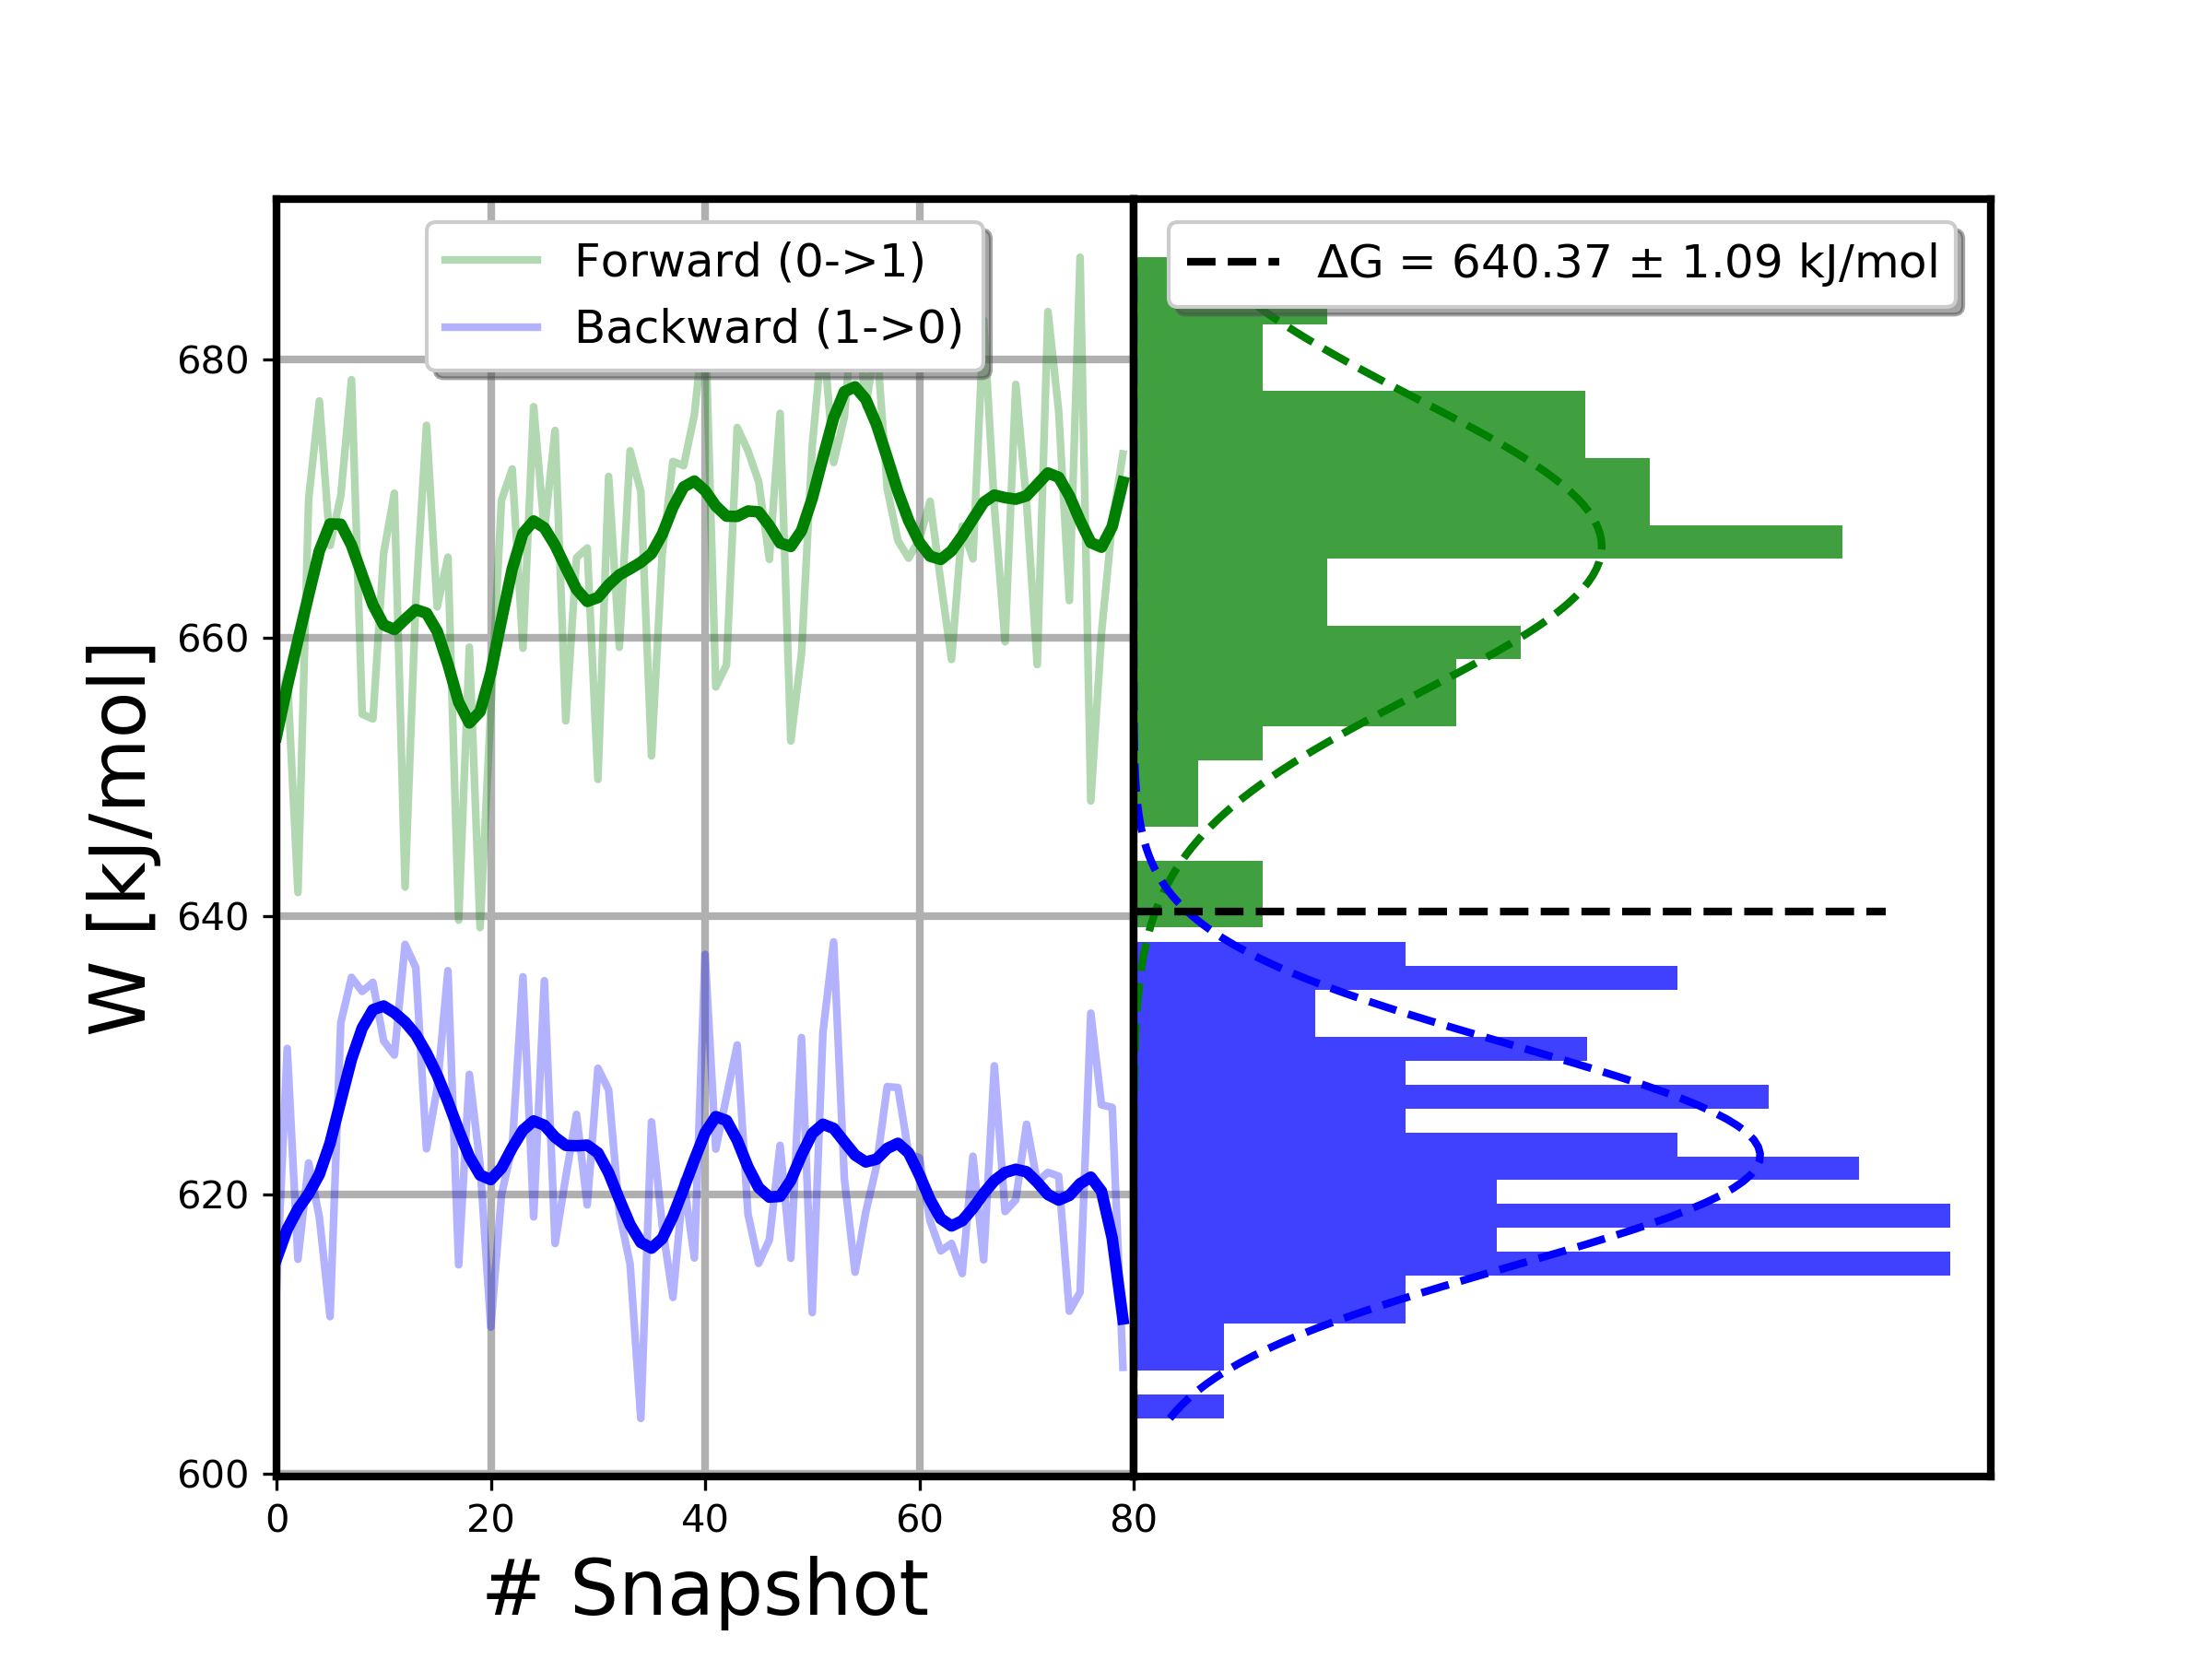 Forward (0->1)
Backward (1->0)
ΔG = 640.37 ± 1.09 kJ/mol
W [kJ/mol]
680
660
640
620
600
0 20 40 60 80
# Snapshot